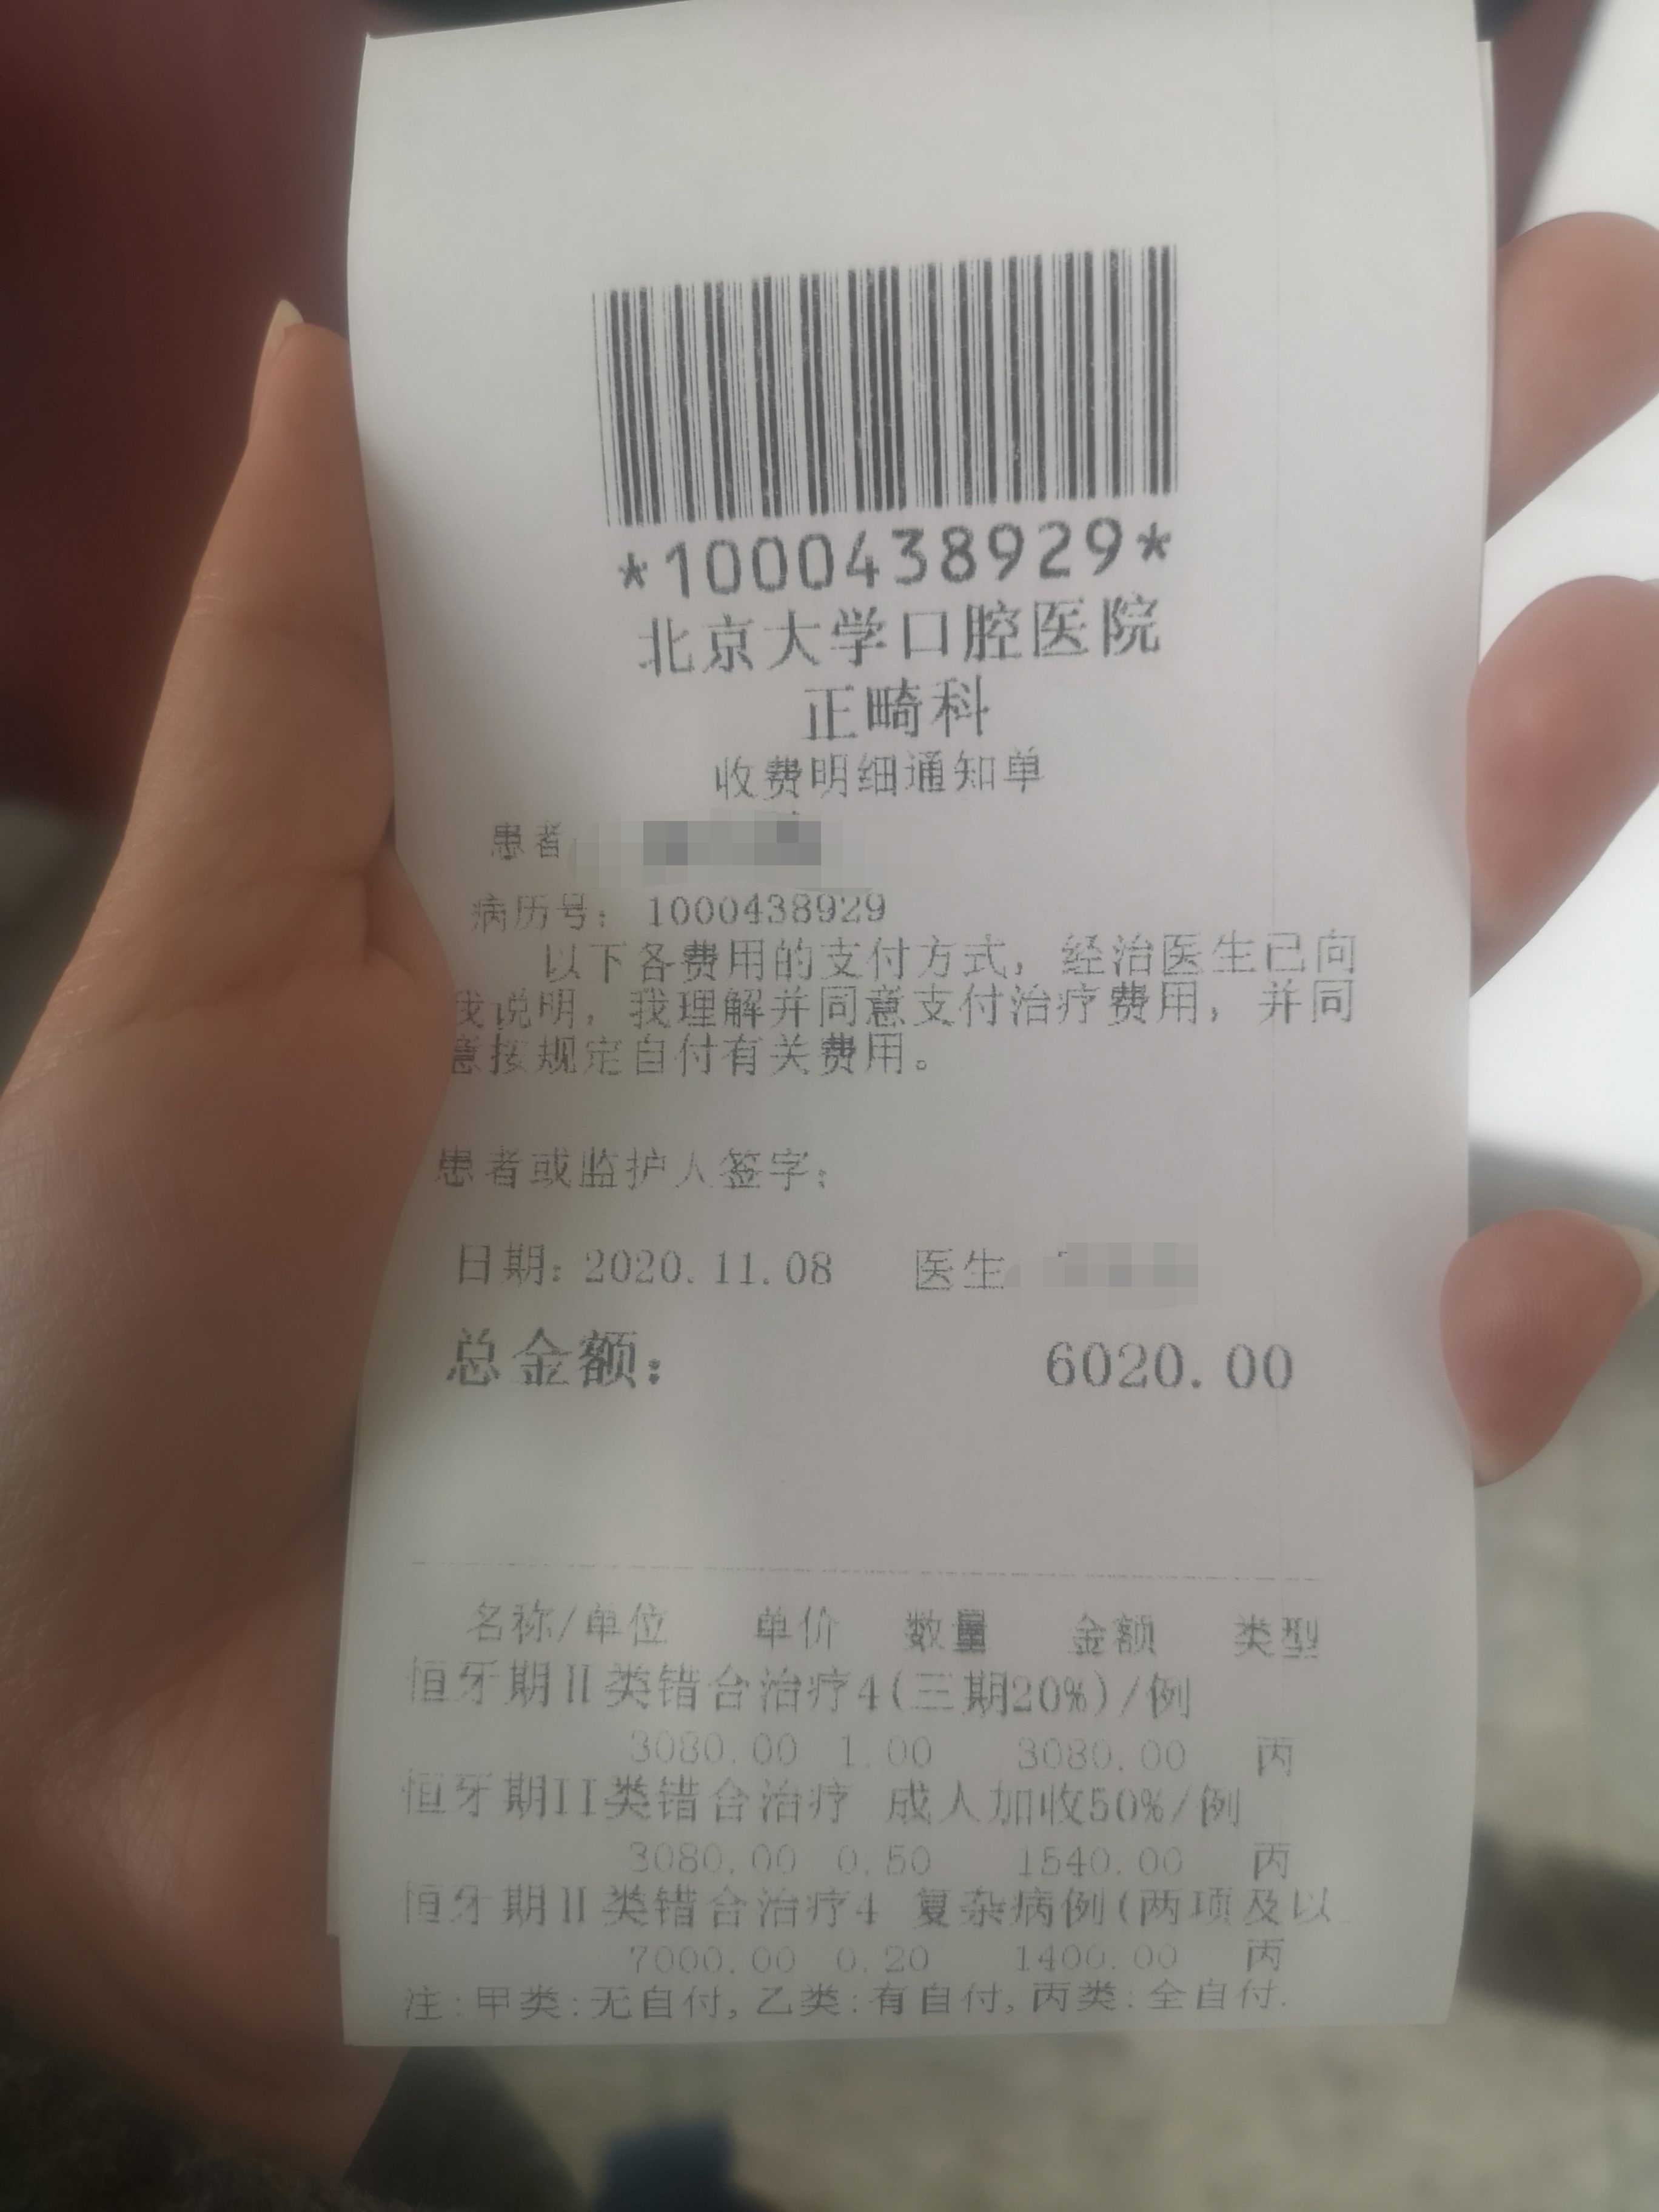 *1000438929*
北京大学口腔医院
正畸科
收费明细通知单
患者
病历号: 1000438929
以下各费用的支付方式, 经治医生已向
我说明, 我理解并同意支付治疗费用, 并同
意按规定自付有关费用。
患者或监护人签字:
日期: 2020.11.08 医生
总金额: 6020.00
名称/单位 单价 数量 金额 类型
恒牙期II类错合治疗4(三期20%)/例
3080.00 1.00 3080.00 丙
恒牙期II类错合治疗 成人加收50%/例
3080.00 0.50 1540.00 丙
恒牙期II类错合治疗4 复杂病例(两项及以
7000.00 0.20 1400.00 丙
注:甲类:无自付,乙类:有自付,丙类:全自付.